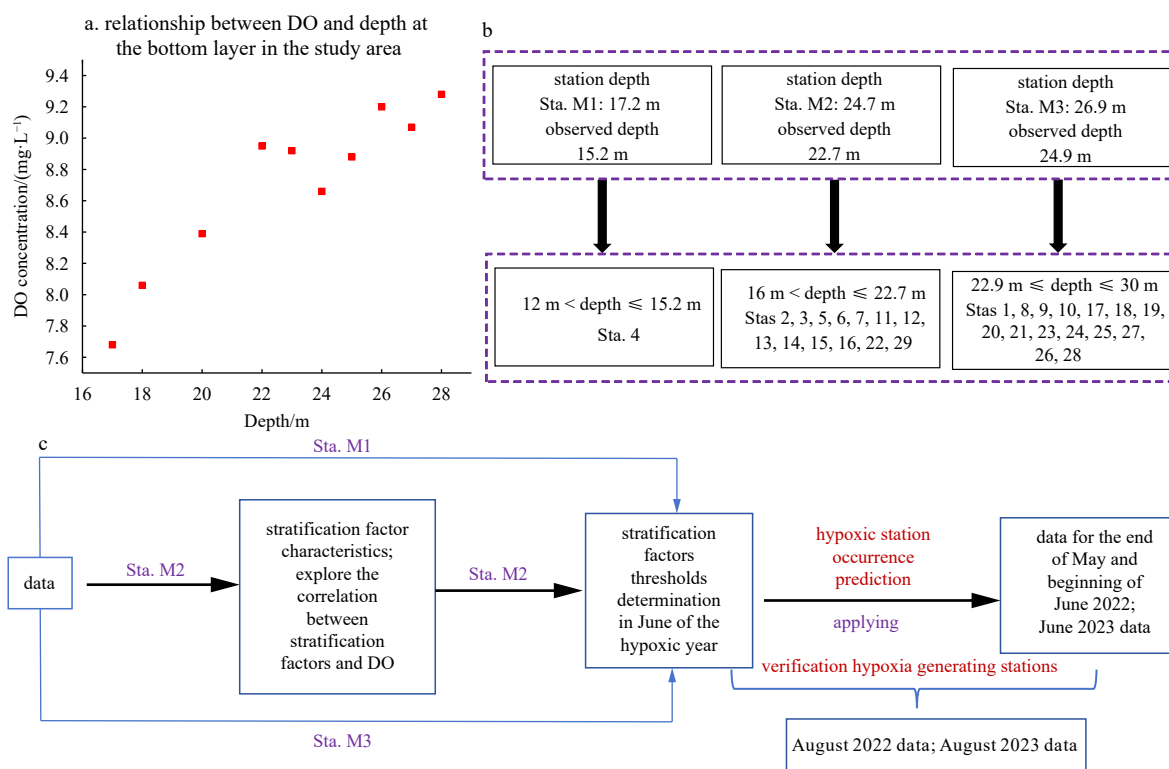 a. relationship between DO and depth at
the bottom layer in the study area
DO concentration/(mg·L⁻¹)
9.4
9.2
9.0
8.8
8.6
8.4
8.2
8.0
7.8
7.6
16
18
20
22
24
26
28
Depth/m
b
station depth
Sta. M1: 17.2 m
observed depth
15.2 m
station depth
Sta. M2: 24.7 m
observed depth
22.7 m
station depth
Sta. M3: 26.9 m
observed depth
24.9 m
12 m < depth ⩽ 15.2 m
Sta. 4
16 m < depth ⩽ 22.7 m
Stas 2, 3, 5, 6, 7, 11, 12,
13, 14, 15, 16, 22, 29
22.9 m ⩽ depth ⩽ 30 m
Stas 1, 8, 9, 10, 17, 18, 19,
20, 21, 23, 24, 25, 27,
26, 28
c
Sta. M1
data
Sta. M2
stratification factor
characteristics;
explore the
correlation
between
stratification
factors and DO
Sta. M2
stratification
factors
thresholds
determination
in June of the
hypoxic year
hypoxic station
occurrence
prediction
applying
data for the end
of May and
beginning of
June 2022;
June 2023 data
verification hypoxia generating stations
Sta. M3
August 2022 data; August 2023 data